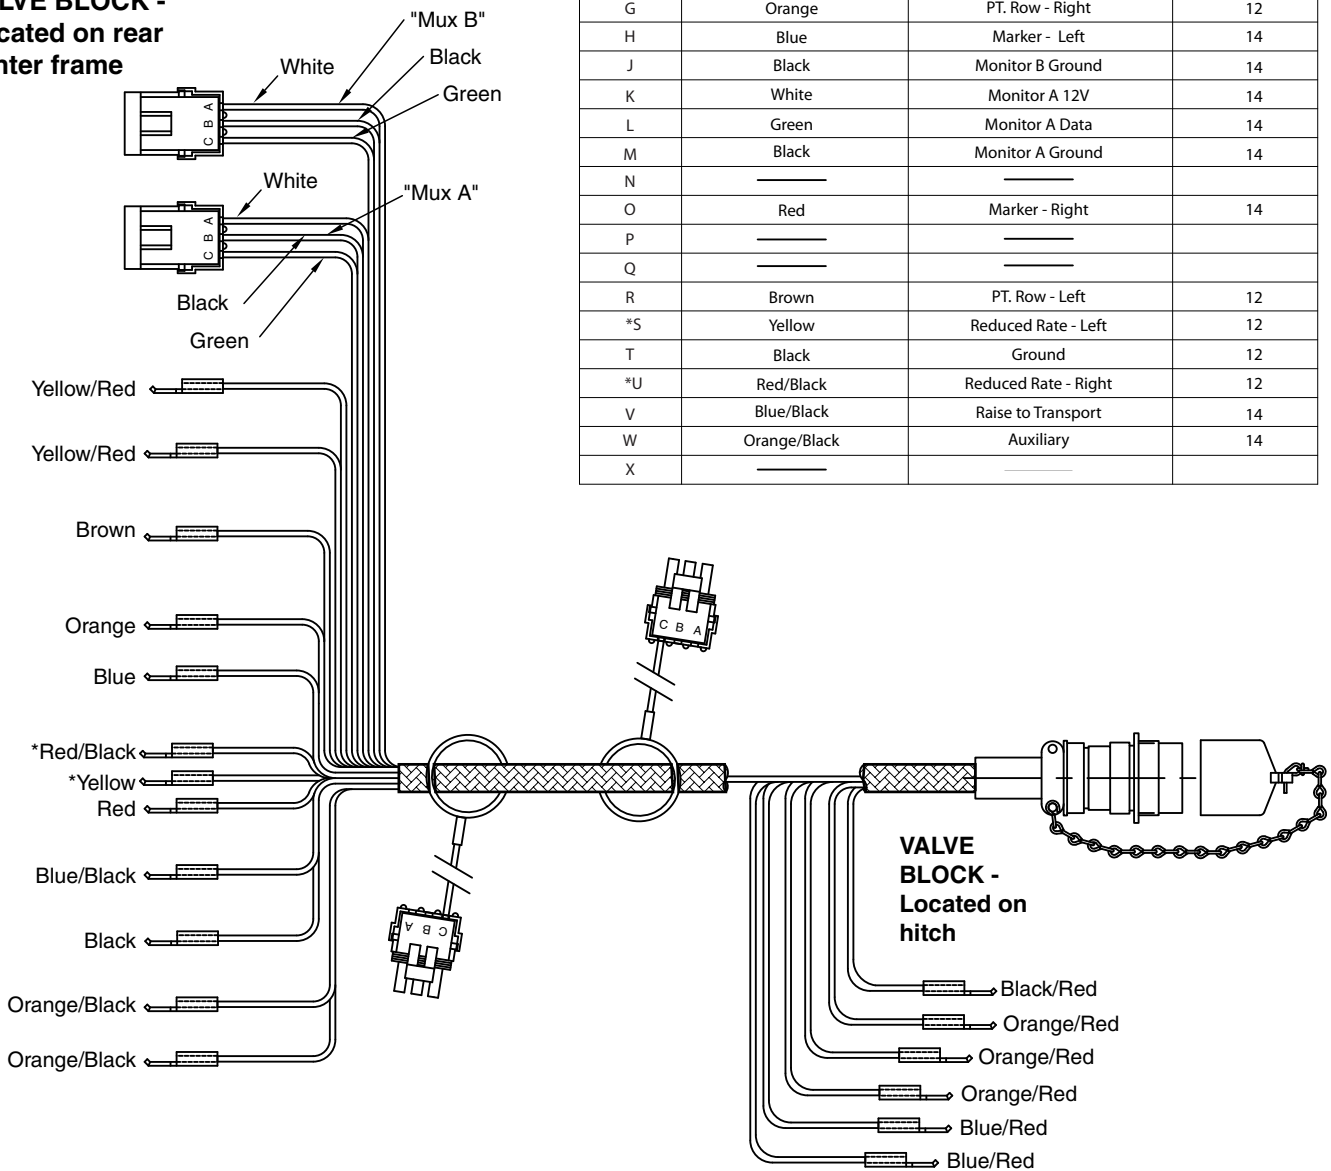 LVE BLOCK -
cated on rear
nter frame
"Mux B"
White
Black
Green
A
B
C
White
"Mux A"
A
B
C
Black
Green
G Orange PT. Row - Right 12
H Blue Marker - Left 14
J Black Monitor B Ground 14
K White Monitor A 12V 14
L Green Monitor A Data 14
M Black Monitor A Ground 14
N
O Red Marker - Right 14
P
Q
R Brown PT. Row - Left 12
*S Yellow Reduced Rate - Left 12
T Black Ground 12
*U Red/Black Reduced Rate - Right 12
V Blue/Black Raise to Transport 14
W Orange/Black Auxiliary 14
X
Yellow/Red
Yellow/Red
Brown
Orange
Blue
*Red/Black
*Yellow
Red
Blue/Black
Black
Orange/Black
Orange/Black
C B A
C B A
VALVE
BLOCK -
Located on
hitch
Black/Red
Orange/Red
Orange/Red
Orange/Red
Blue/Red
Blue/Red